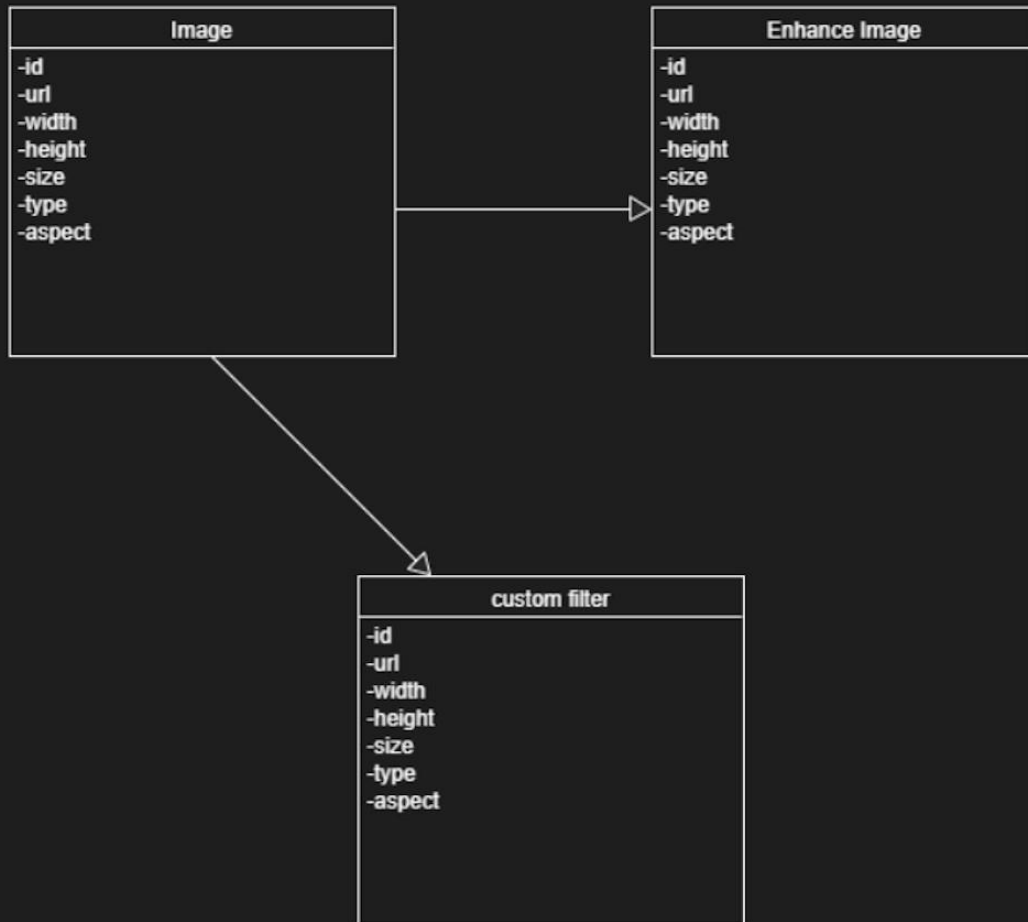 Image
-id
-url
-width
-height
-size
-type
-aspect
Enhance Image
-id
-url
-width
-height
-size
-type
-aspect
custom filter
-id
-url
-width
-height
-size
-type
-aspect